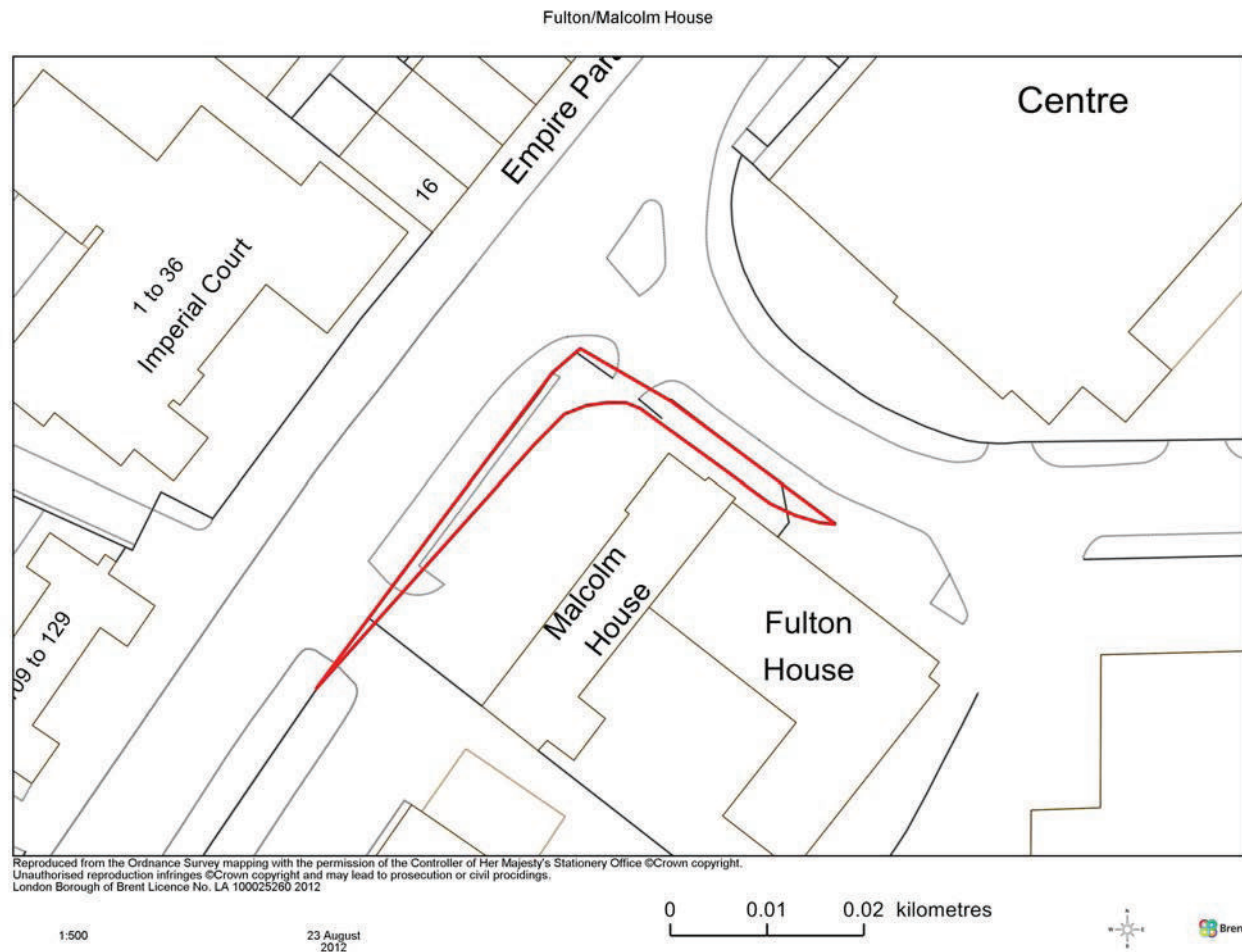 Fulton/Malcolm House
Centre
Empire Par
16
1 to 36
Imperial Court
09 to 129
Malcolm
House
Fulton
House
Reproduced from the Ordnance Survey mapping with the permission of the Controller of Her Majesty's Stationery Office ©Crown copyright.
Unauthorised reproduction infringes ©Crown copyright and may lead to prosecution or civil procidings.
London Borough of Brent Licence No. LA 100025260 2012
0 0.01 0.02 kilometres
1:500
23 August
2012
N
W E
S
Bren